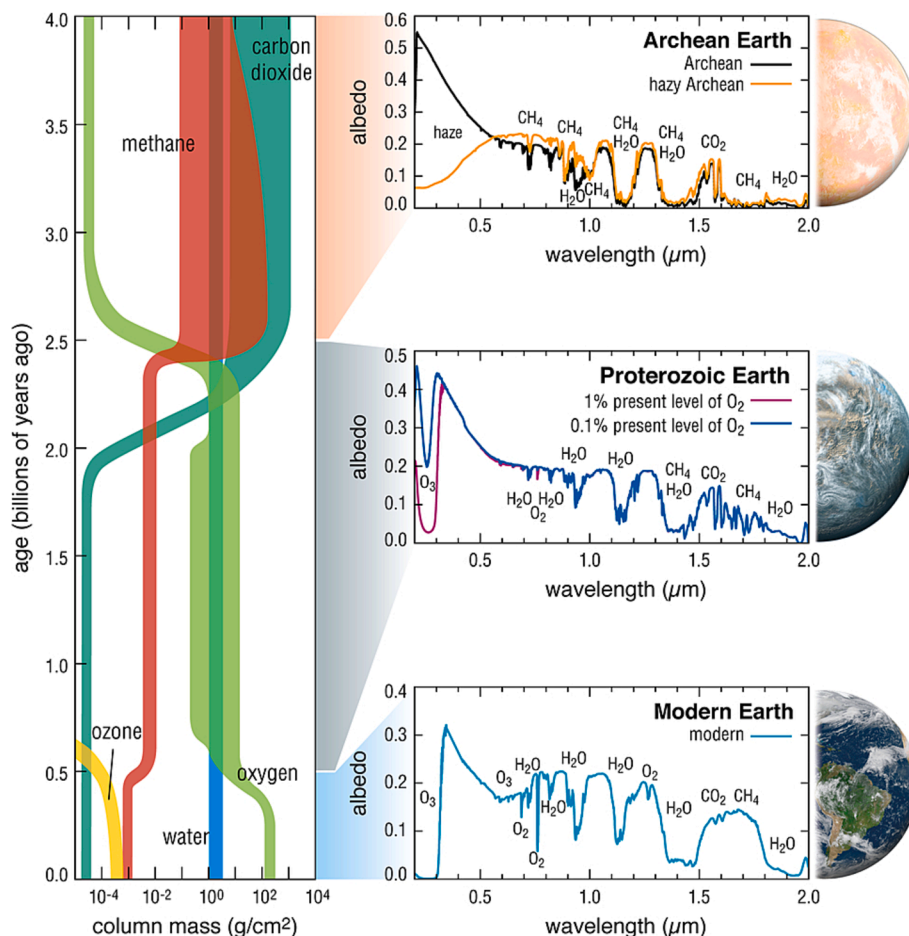 age (billions of years ago)
4.0
3.5
3.0
2.5
2.0
1.5
1.0
0.5
0.0
carbon
dioxide
methane
ozone
oxygen
water
10⁻⁴
10⁻²
10⁰
10²
10⁴
column mass (g/cm²)
albedo
0.6
0.5
0.4
0.3
0.2
0.1
0.0
Archean Earth
Archean
hazy Archean
haze
CH₄
CH₄
CH₄
H₂O
CH₄
H₂O
CO₂
H₂O
CH₄
CH₄
H₂O
0.5
1.0
1.5
2.0
wavelength (μm)
albedo
0.5
0.4
0.3
0.2
0.1
0.0
Proterozoic Earth
1% present level of O₂
0.1% present level of O₂
O₃
H₂O
O₂
H₂O
H₂O
H₂O
CH₄
H₂O
CO₂
CH₄
H₂O
0.5
1.0
1.5
2.0
wavelength (μm)
albedo
0.4
0.3
0.2
0.1
0.0
Modern Earth
modern
O₃
O₃
O₂
H₂O
O₂
H₂O
H₂O
H₂O
O₂
H₂O
CO₂
CH₄
H₂O
0.5
1.0
1.5
2.0
wavelength (μm)